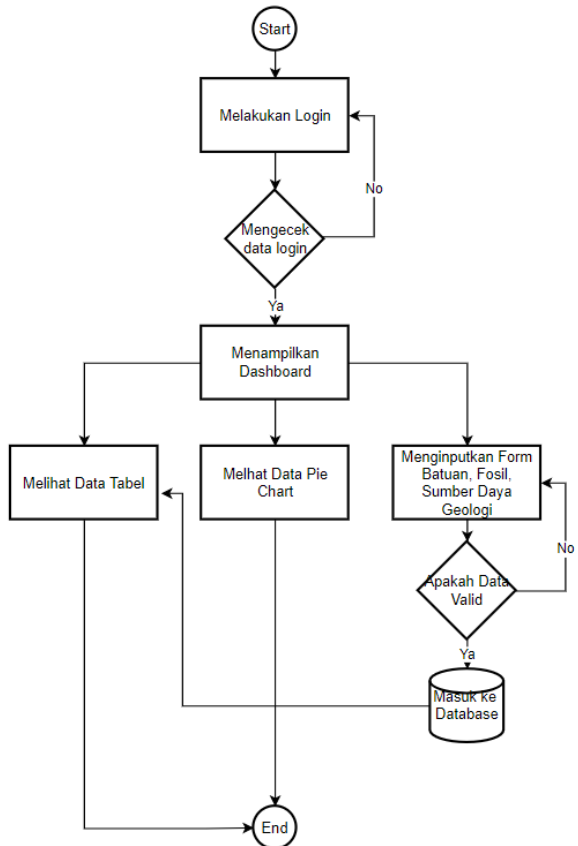 Start
Melakukan Login
No
Mengecek
data login
Ya
Menampilkan
Dashboard
Melihat Data Tabel
Melhat Data Pie
Chart
Menginputkan Form
Batuan, Fosil,
Sumber Daya
Geologi
No
Apakah Data
Valid
Ya
Masuk ke
Database
End